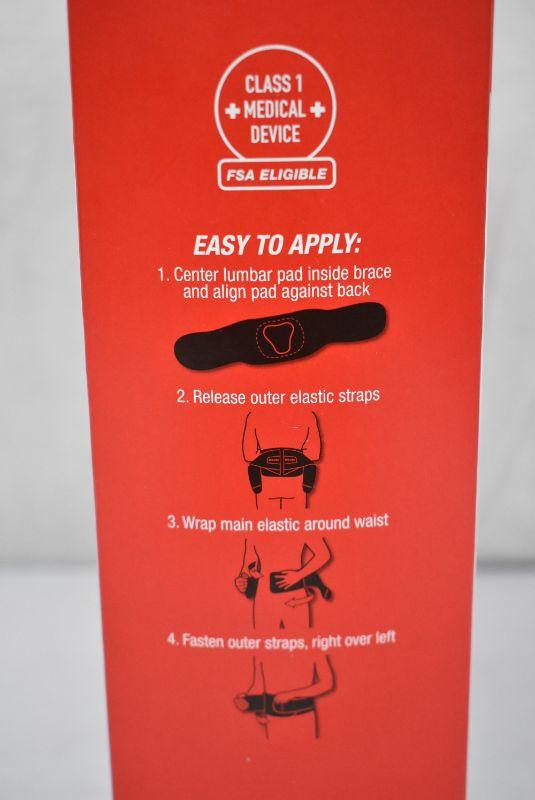 CLASS 1
MEDICAL
DEVICE
FSA ELIGIBLE
EASY TO APPLY:
1. Center lumbar pad inside brace
and align pad against back
2. Release outer elastic straps
3. Wrap main elastic around waist
4. Fasten outer straps, right over left